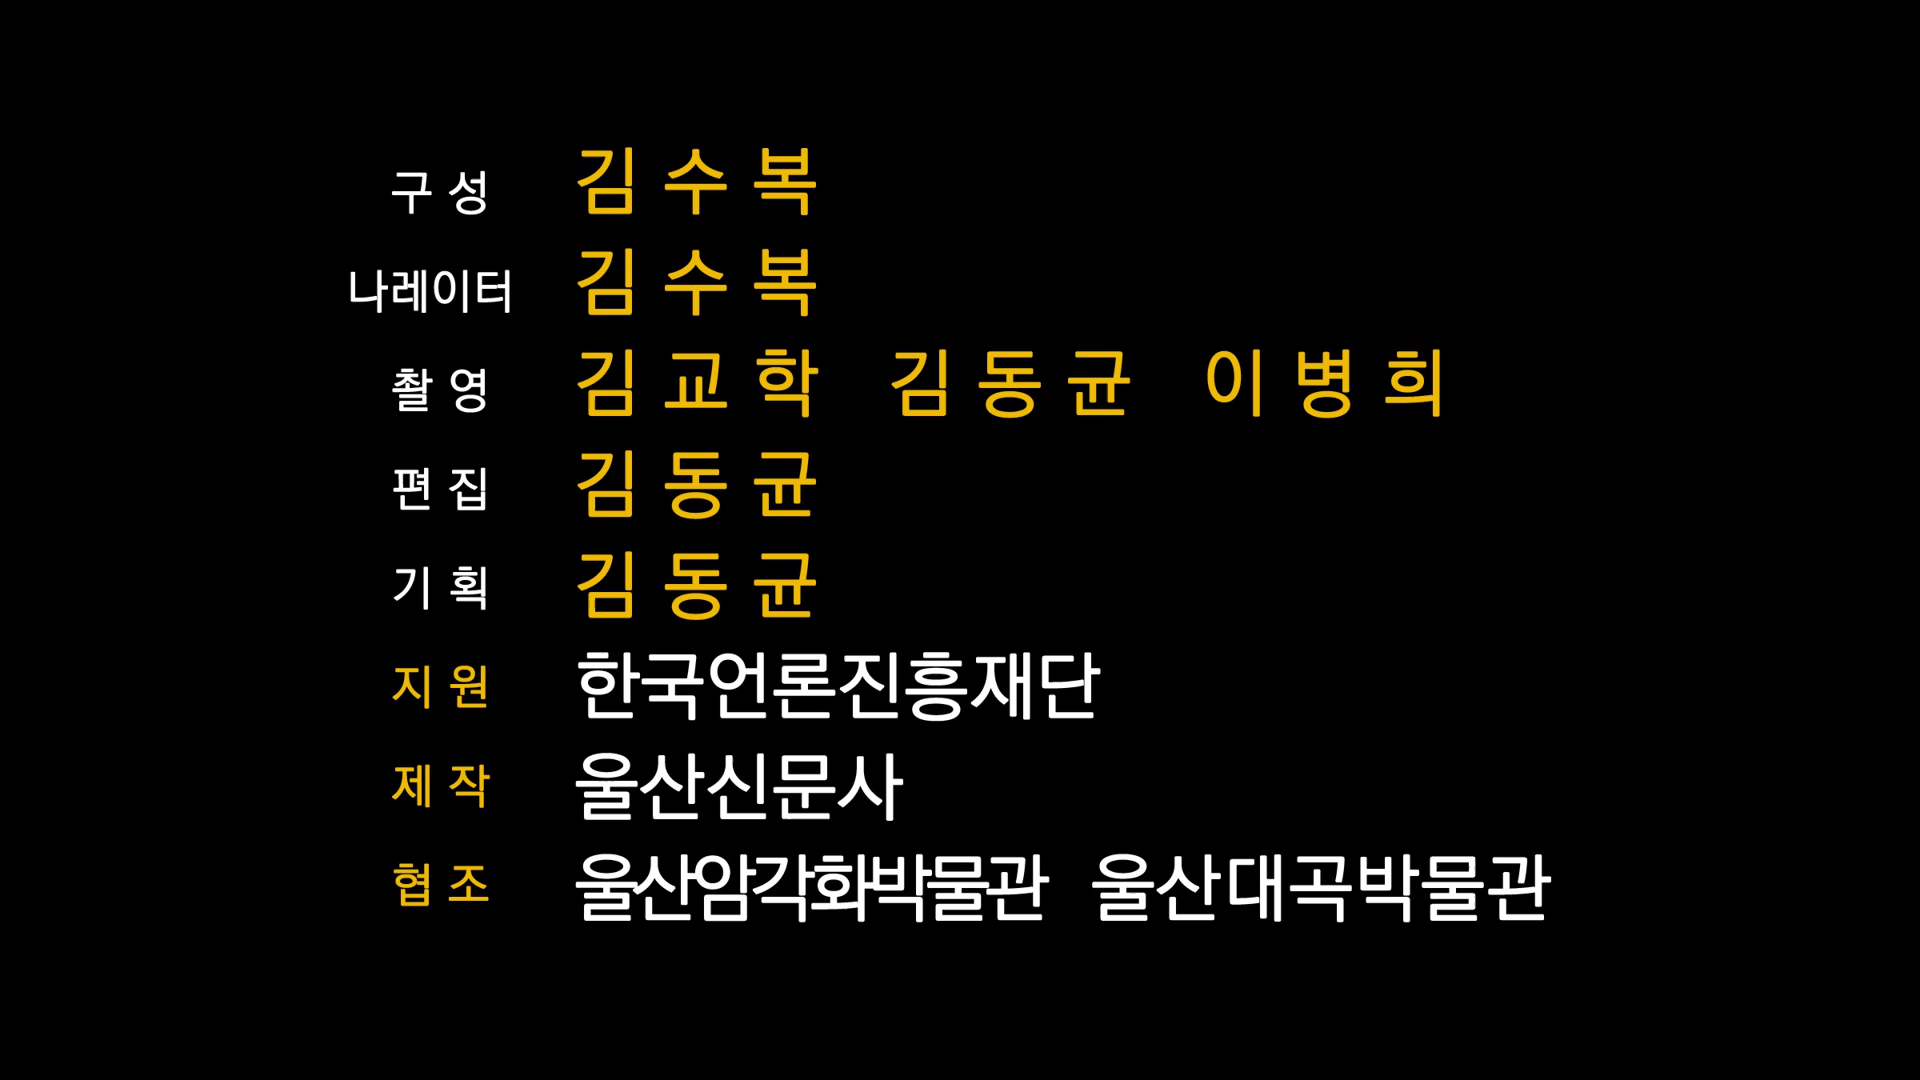 구성 김수복
나레이터 김수복
촬영 김교학 김동균 이병희
편집 김동균
기획 김동균
지원 한국언론진흥재단
제작 울산신문사
협조 울산암각화박물관 울산대곡박물관